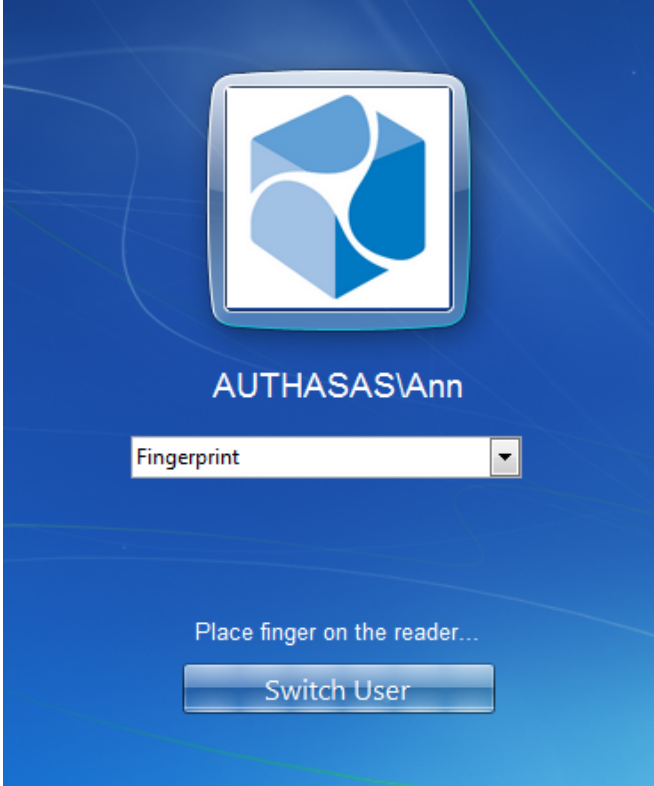 AUTHASAS\Ann
Fingerprint
Place finger on the reader...
Switch User